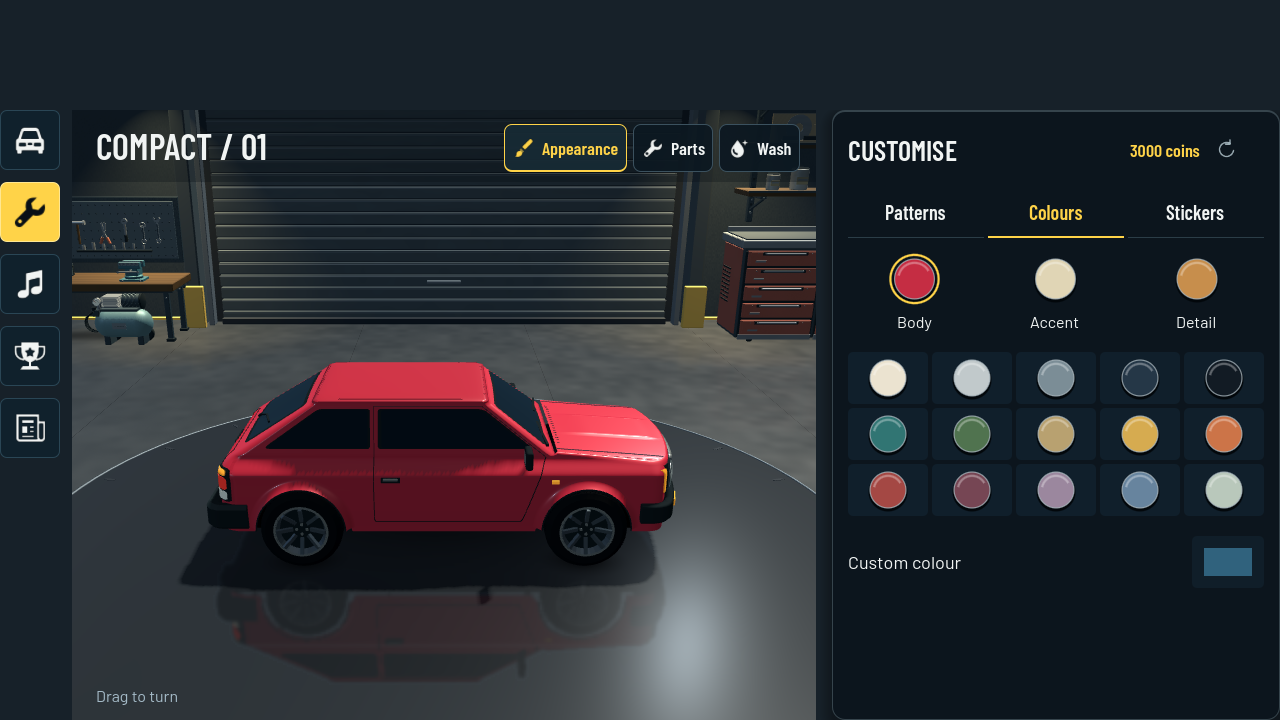 COMPACT / 01
Appearance
Parts
Wash
CUSTOMISE
3000 coins
Patterns
Colours
Stickers
Body
Accent
Detail
Custom colour
Drag to turn